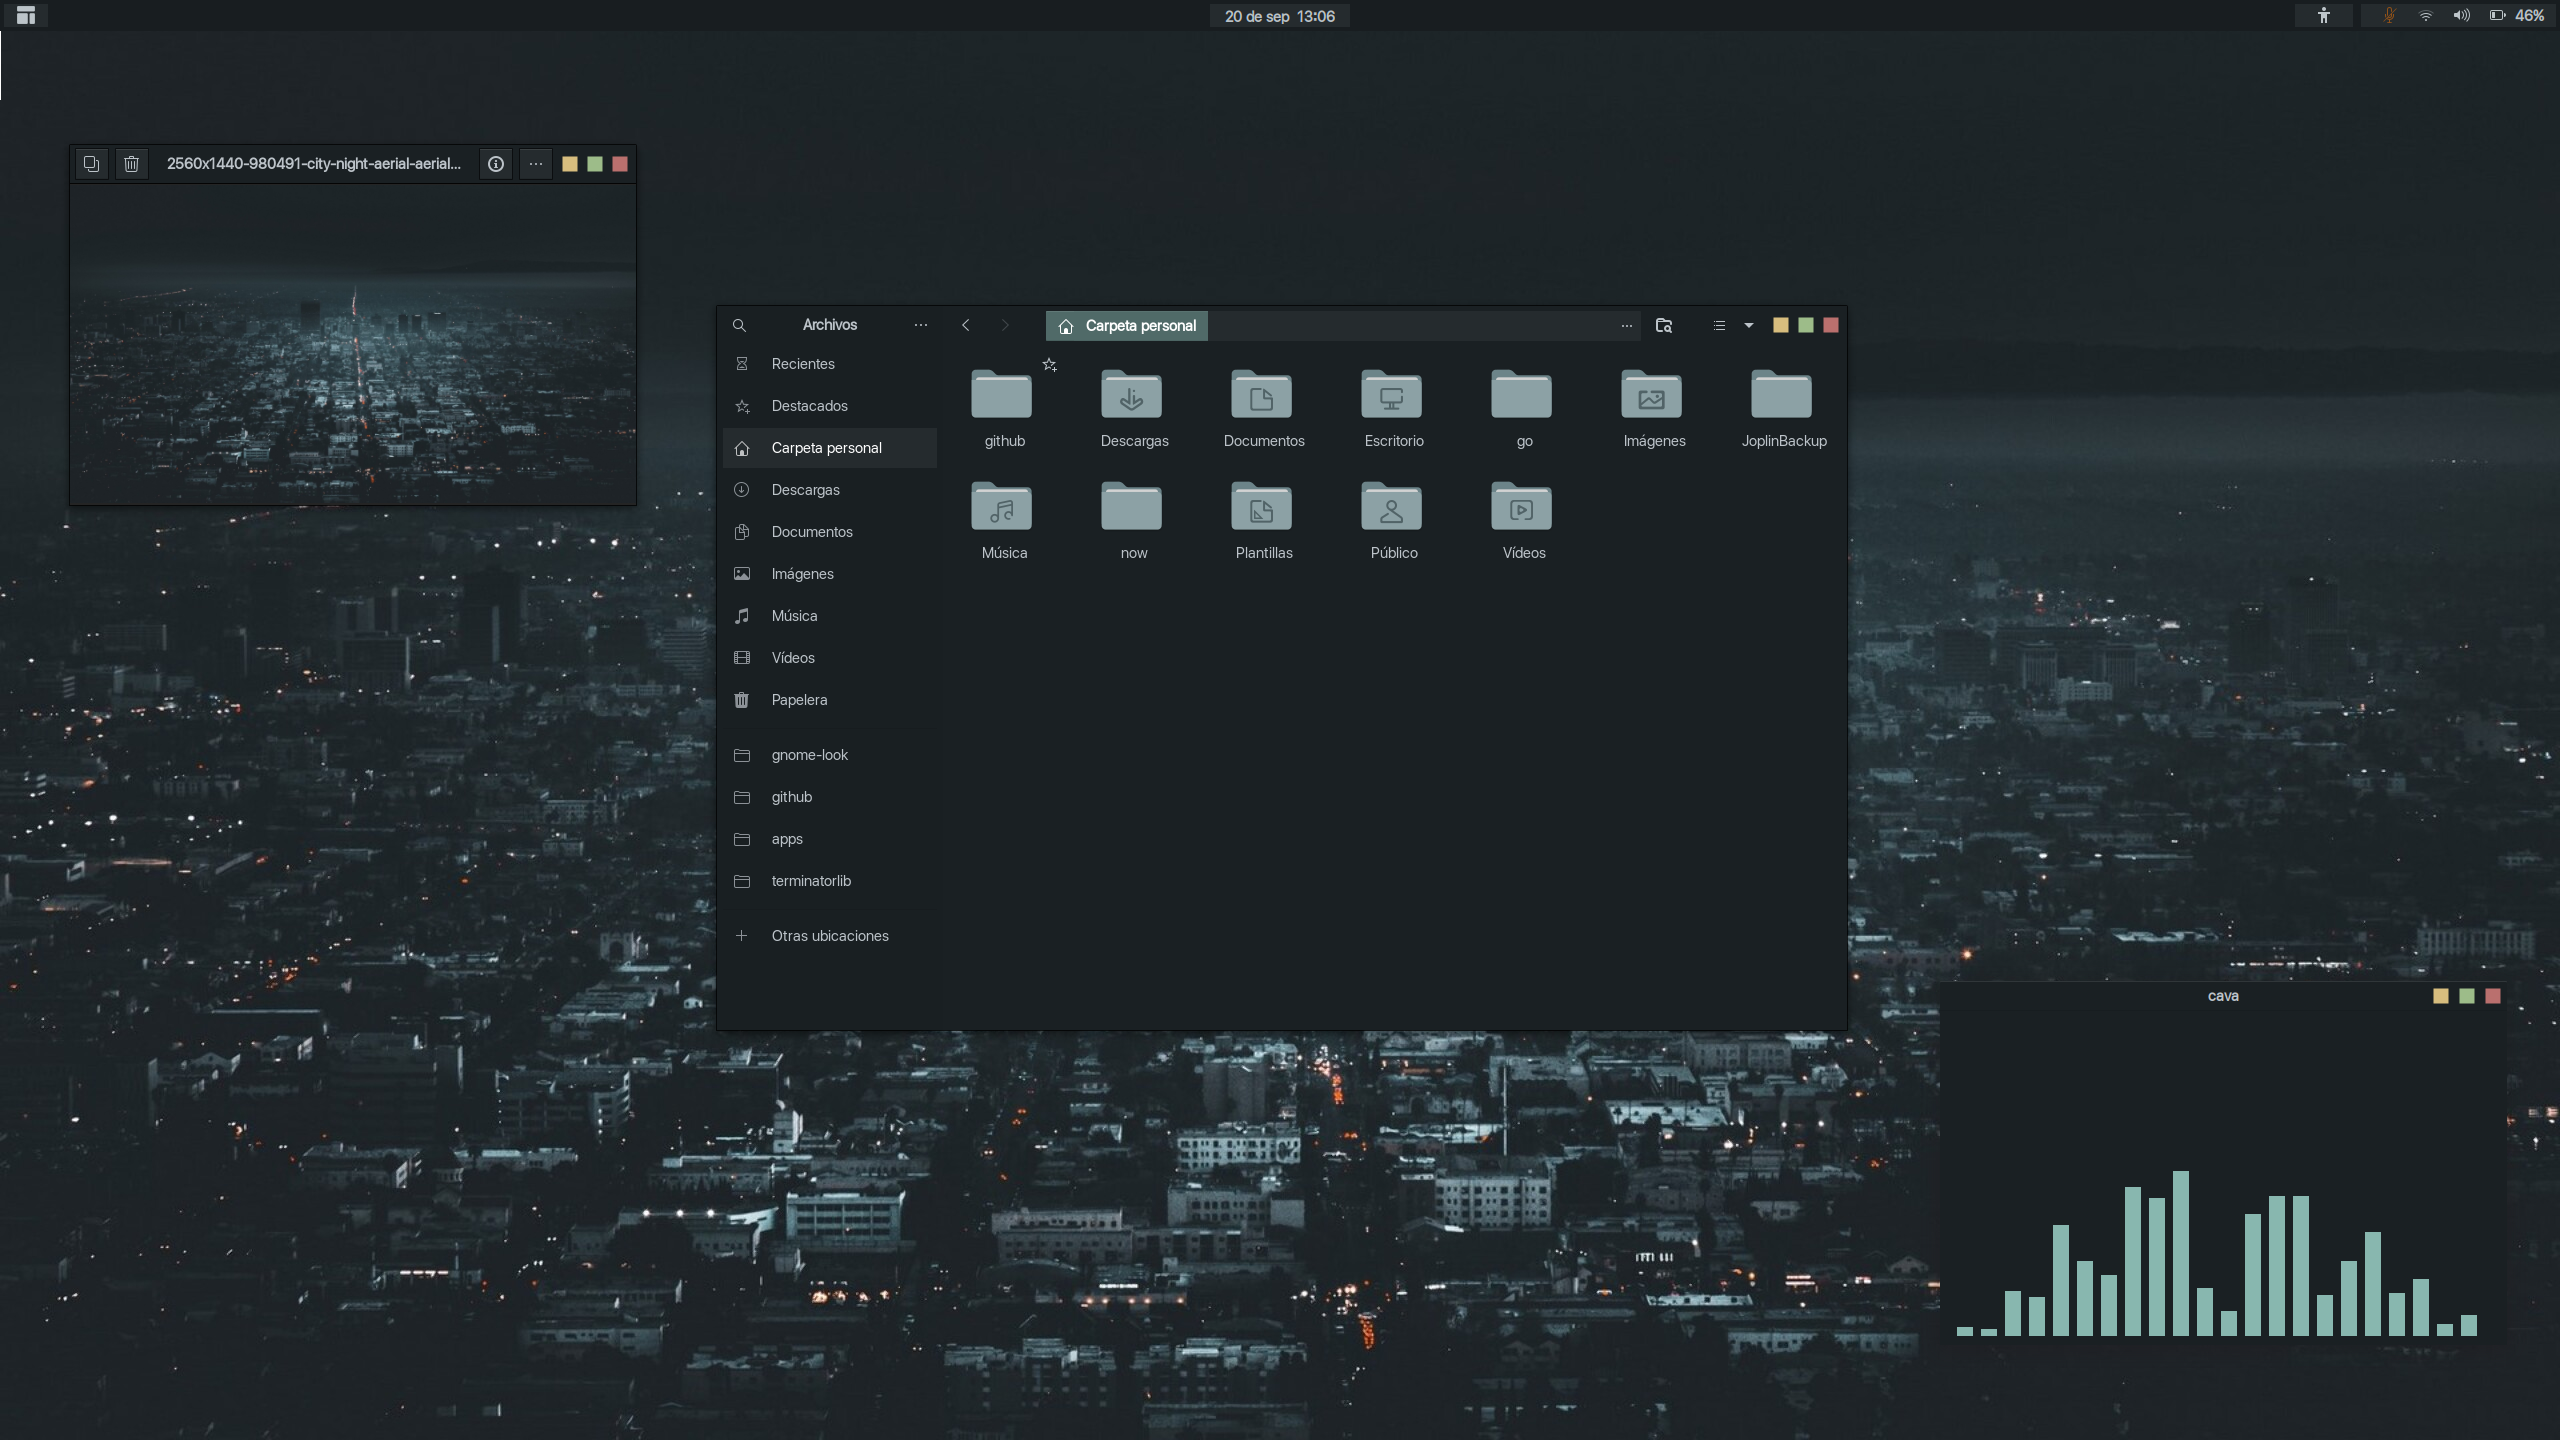 20 de sep 13:06
46%
2560x1440-980491-city-night-aerial-aerial...
Archivos
Carpeta personal
Recientes
Destacados
Carpeta personal
Descargas
Documentos
Imágenes
Música
Vídeos
Papelera
gnome-look
github
apps
terminatorlib
Otras ubicaciones
github
Descargas
Documentos
Escritorio
go
Imágenes
JoplinBackup
Música
now
Plantillas
Público
Vídeos
cava